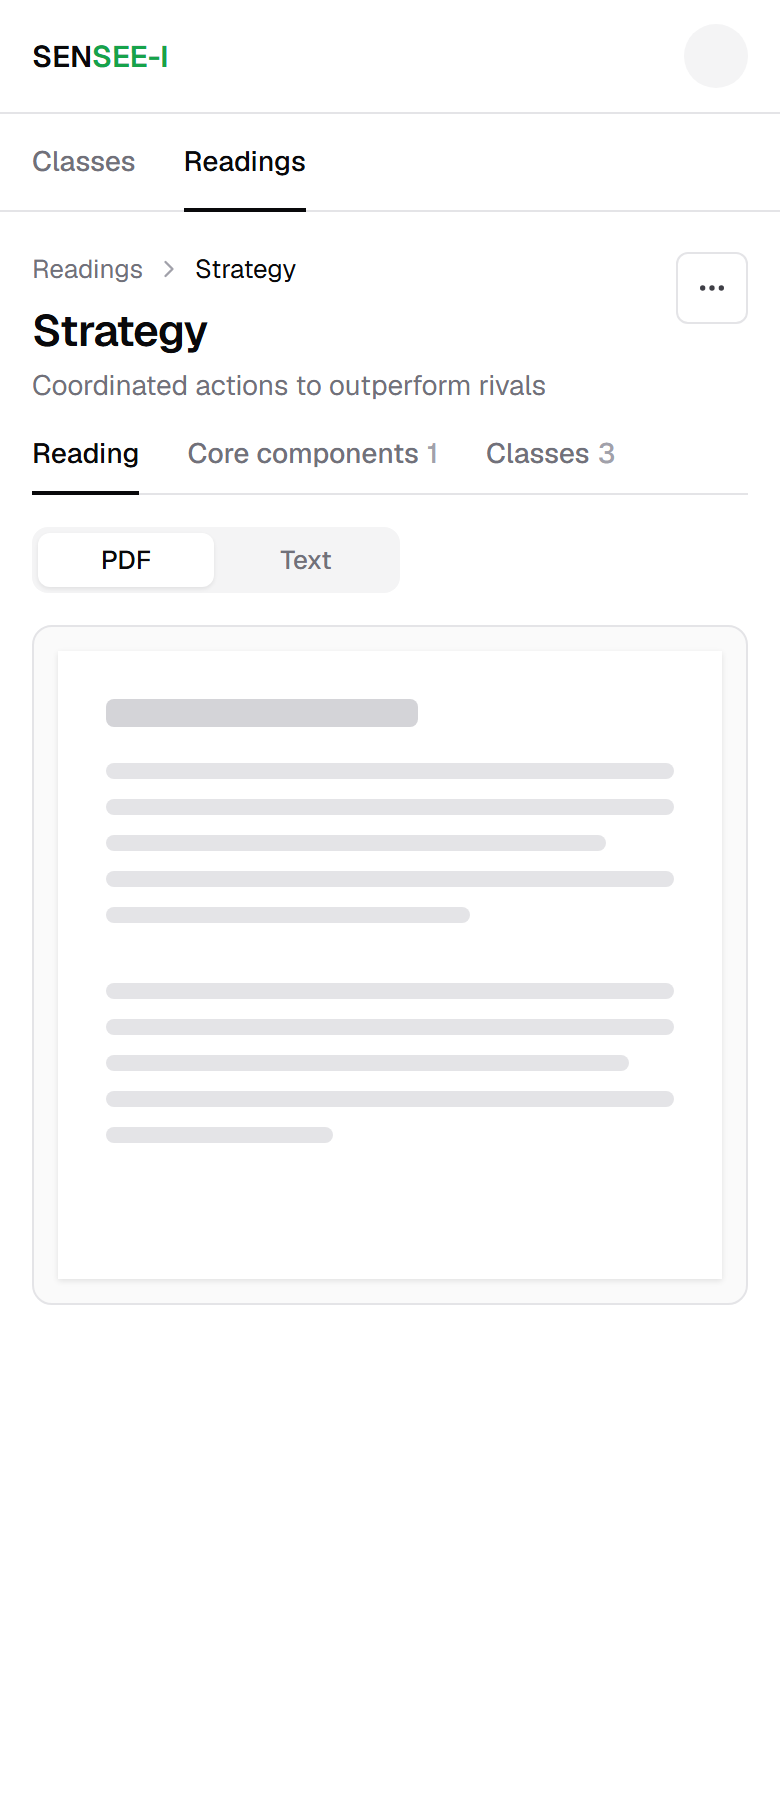 SENSEE-I
Classes Readings
Readings Strategy
Strategy
Coordinated actions to outperform rivals
Reading Core components 1 Classes 3
PDF Text